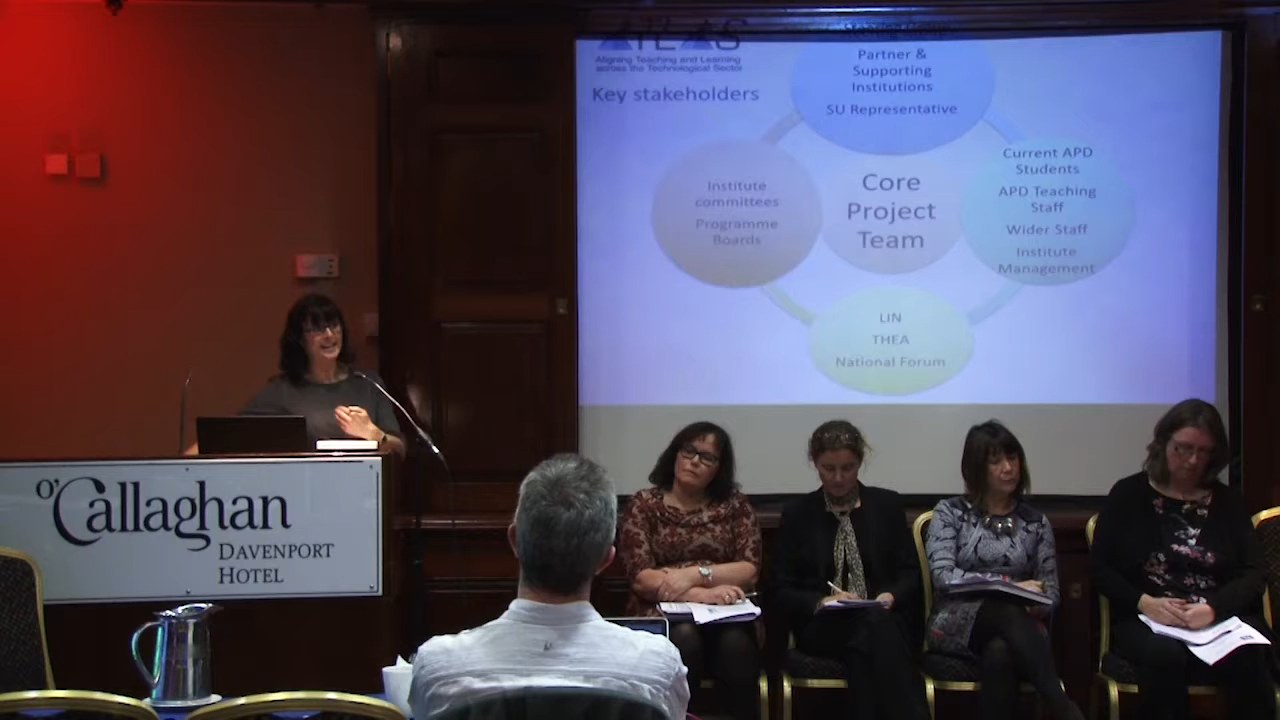 ATLAS
Aligning Teaching and Learning
across the Technological Sector
Key stakeholders
Partner &
Supporting
Institutions
SU Representative
Institute
committees
Programme
Boards
Core
Project
Team
Current APD
Students
APD Teaching
Staff
Wider Staff
Institute
Management
LIN
THEA
National Forum
O'Callaghan
DAVENPORT
HOTEL